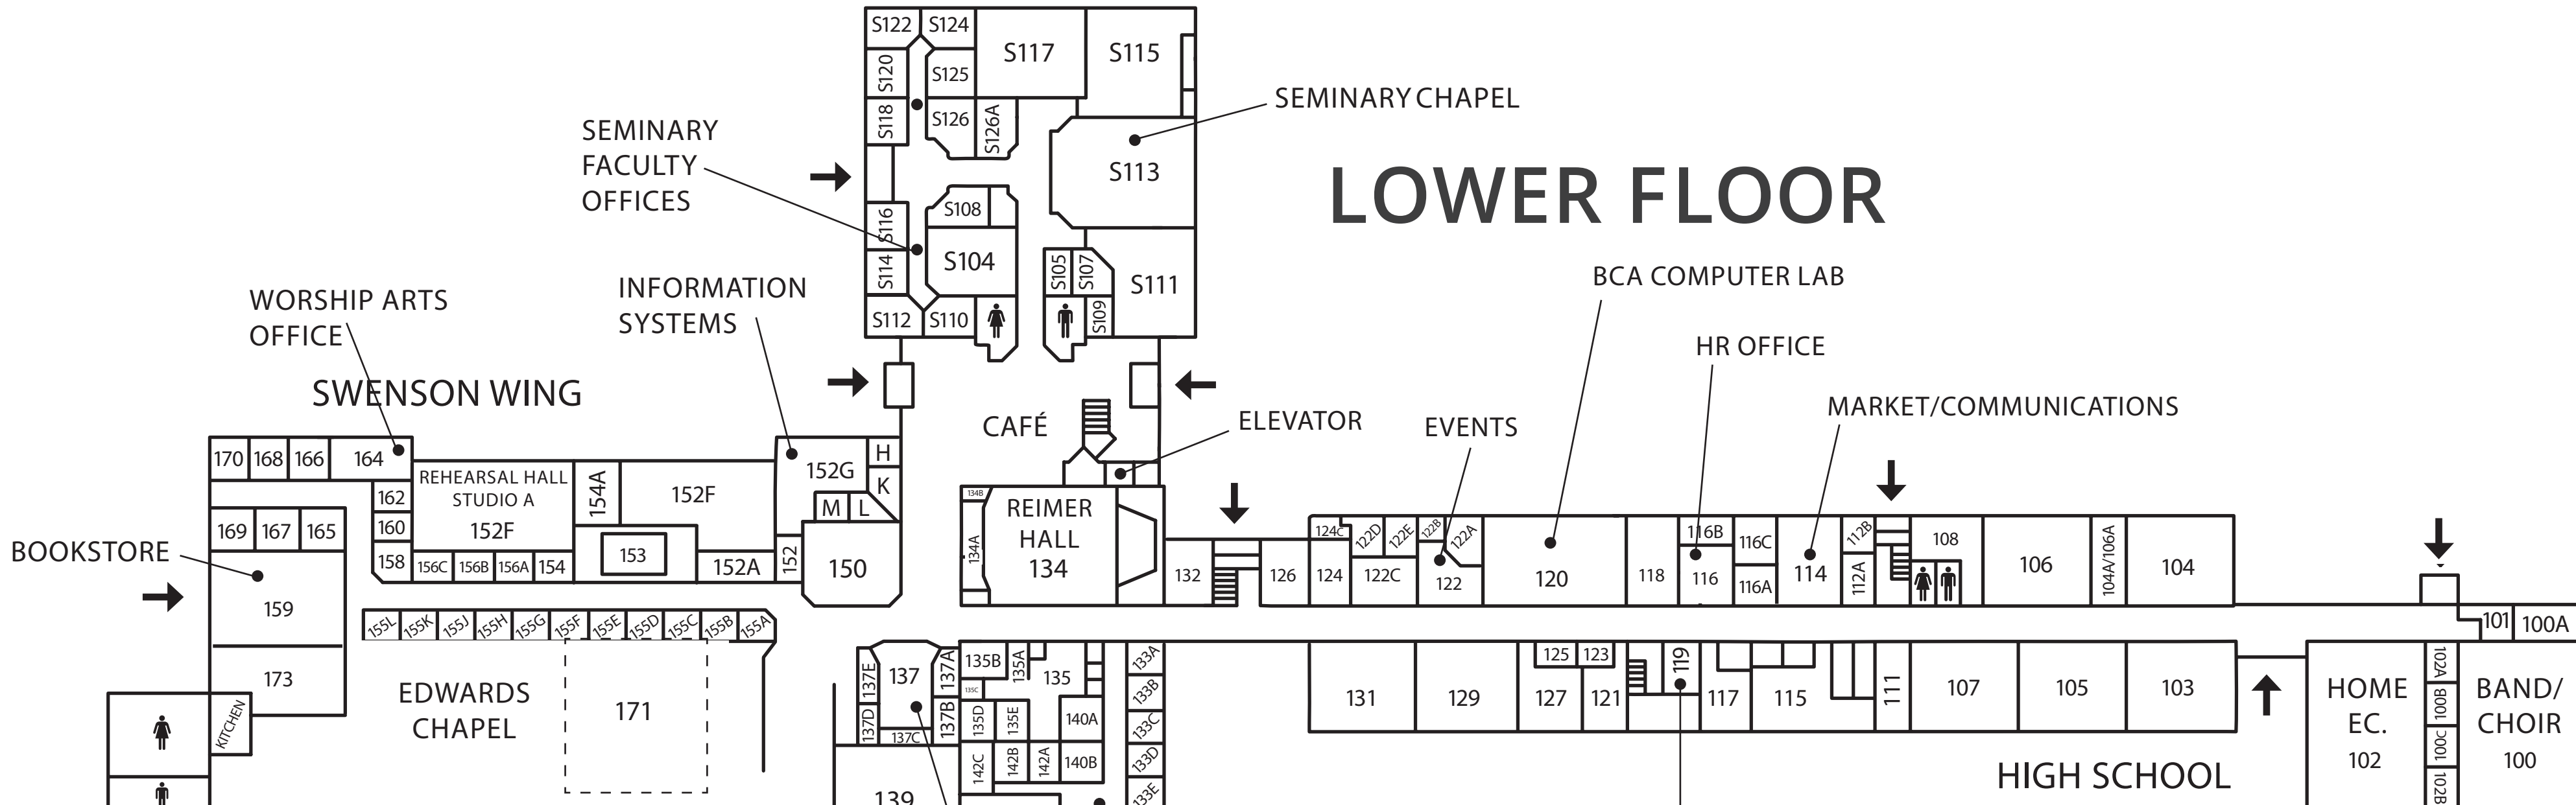 S122
S124
S117
S115
S120
S125
S118
S126
S126A
SEMINARY CHAPEL
SEMINARY
FACULTY
OFFICES
S113
LOWER FLOOR
S116
S108
S114
S104
S105
S107
S111
S112
S110
S109
BCA COMPUTER LAB
INFORMATION
SYSTEMS
WORSHIP ARTS
OFFICE
HR OFFICE
SWENSON WING
CAFÉ
ELEVATOR
EVENTS
MARKET/COMMUNICATIONS
170
168
166
164
REHEARSAL HALL
STUDIO A
152F
154A
152F
152G
H
K
M
L
162
160
158
156C
156B
156A
154
153
152A
152
150
169
167
165
BOOKSTORE
159
173
KITCHEN
134B
134A
REIMER
HALL
134
132
126
124C
124
122D
122E
122C
122B
122A
122
120
118
116B
116
116C
116A
114
112B
112A
108
106
104A/106A
104
101
100A
155L
155K
155J
155H
155G
155F
155E
155D
155C
155B
155A
EDWARDS
CHAPEL
171
137E
137
137A
137D
137B
137C
139
135B
135A
135
135C
135D
135E
140A
142C
142B
142A
140B
133A
133B
133C
133D
133E
131
129
125
123
127
121
119
117
115
111
107
105
103
HIGH SCHOOL
HOME
EC.
102
102A
100B
100C
102B
BAND/
CHOIR
100